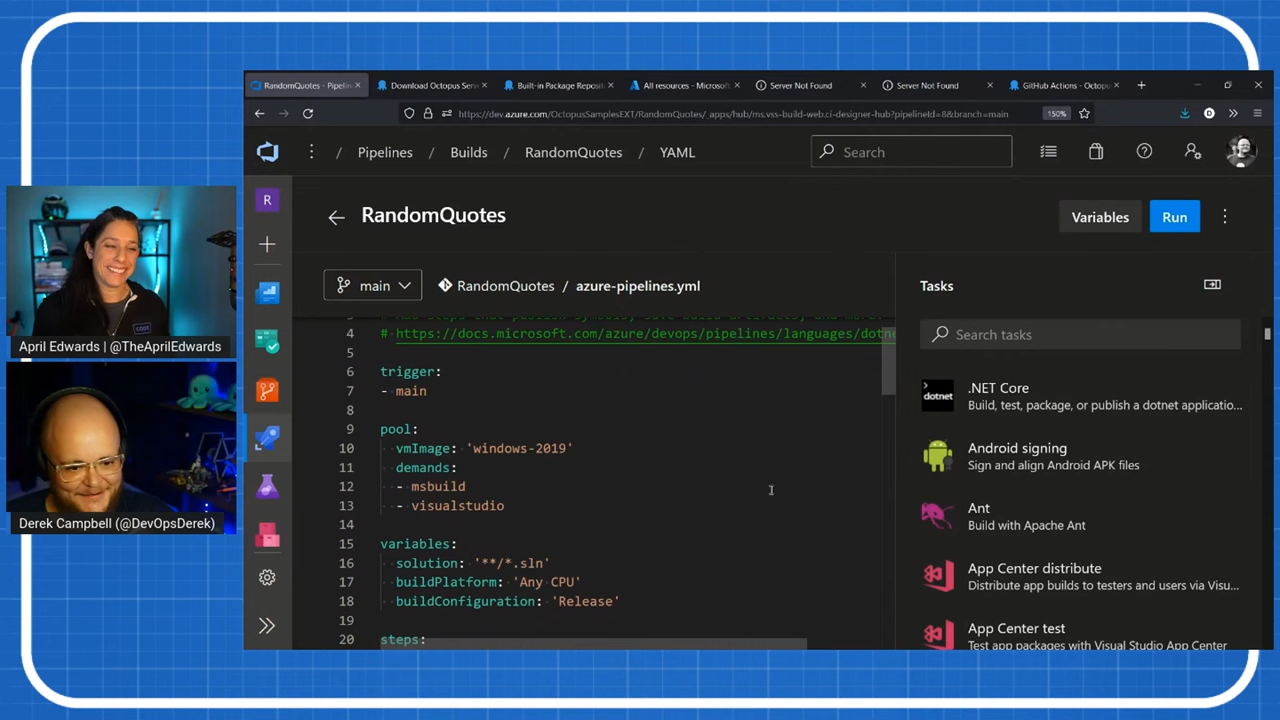 RandomQuotes - Pipelin
Download Octopus Serv
Built-in Package Reposit
All resources - Microsof
Server Not Found
Server Not Found
GitHub Actions - Octopu
https://dev.azure.com/OctopusSamplesEXT/RandomQuotes/_apps/hub/ms.vss-build-web.ci-designer-hub?pipelineId=8&branch=main
150%
/ Pipelines / Builds / RandomQuotes / YAML
Search
R
RandomQuotes
Variables
Run
main
RandomQuotes / azure-pipelines.yml
Tasks
Search tasks
4 # https://docs.microsoft.com/azure/devops/pipelines/languages/dotne
5
6 trigger:
7 - main
8
9 pool:
10 vmImage: 'windows-2019'
11 demands:
12 - msbuild
13 - visualstudio
14
15 variables:
16 solution: '**/*.sln'
17 buildPlatform: 'Any CPU'
18 buildConfiguration: 'Release'
19
20 steps:
dotnet
.NET Core
Build, test, package, or publish a dotnet applicatio...
Android signing
Sign and align Android APK files
Ant
Build with Apache Ant
App Center distribute
Distribute app builds to testers and users via Visu...
App Center test
Test app packages with Visual Studio App Center
CODE
April Edwards | @TheAprilEdwards
Derek Campbell (@DevOpsDerek)